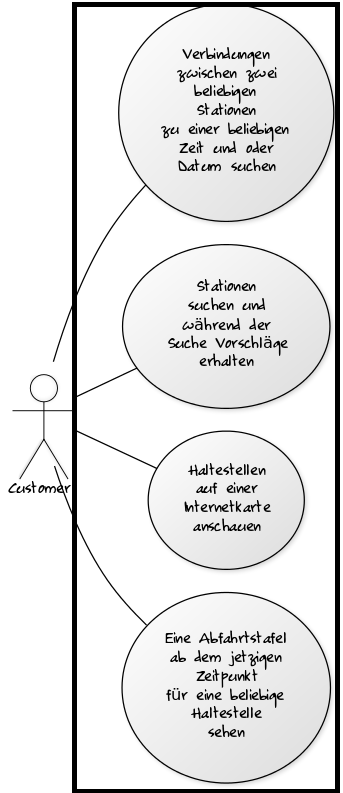 Verbindungen
zwischen zwei
beliebigen
Stationen
zu einer beliebigen
Zeit und oder
Datum suchen
Stationen
suchen und
während der
Suche Vorschläge
erhalten
Customer
Haltestellen
auf einer
Internetkarte
anschauen
Eine Abfahrtstafel
ab dem jetzigen
Zeitpunkt
für eine beliebige
Haltestelle
sehen